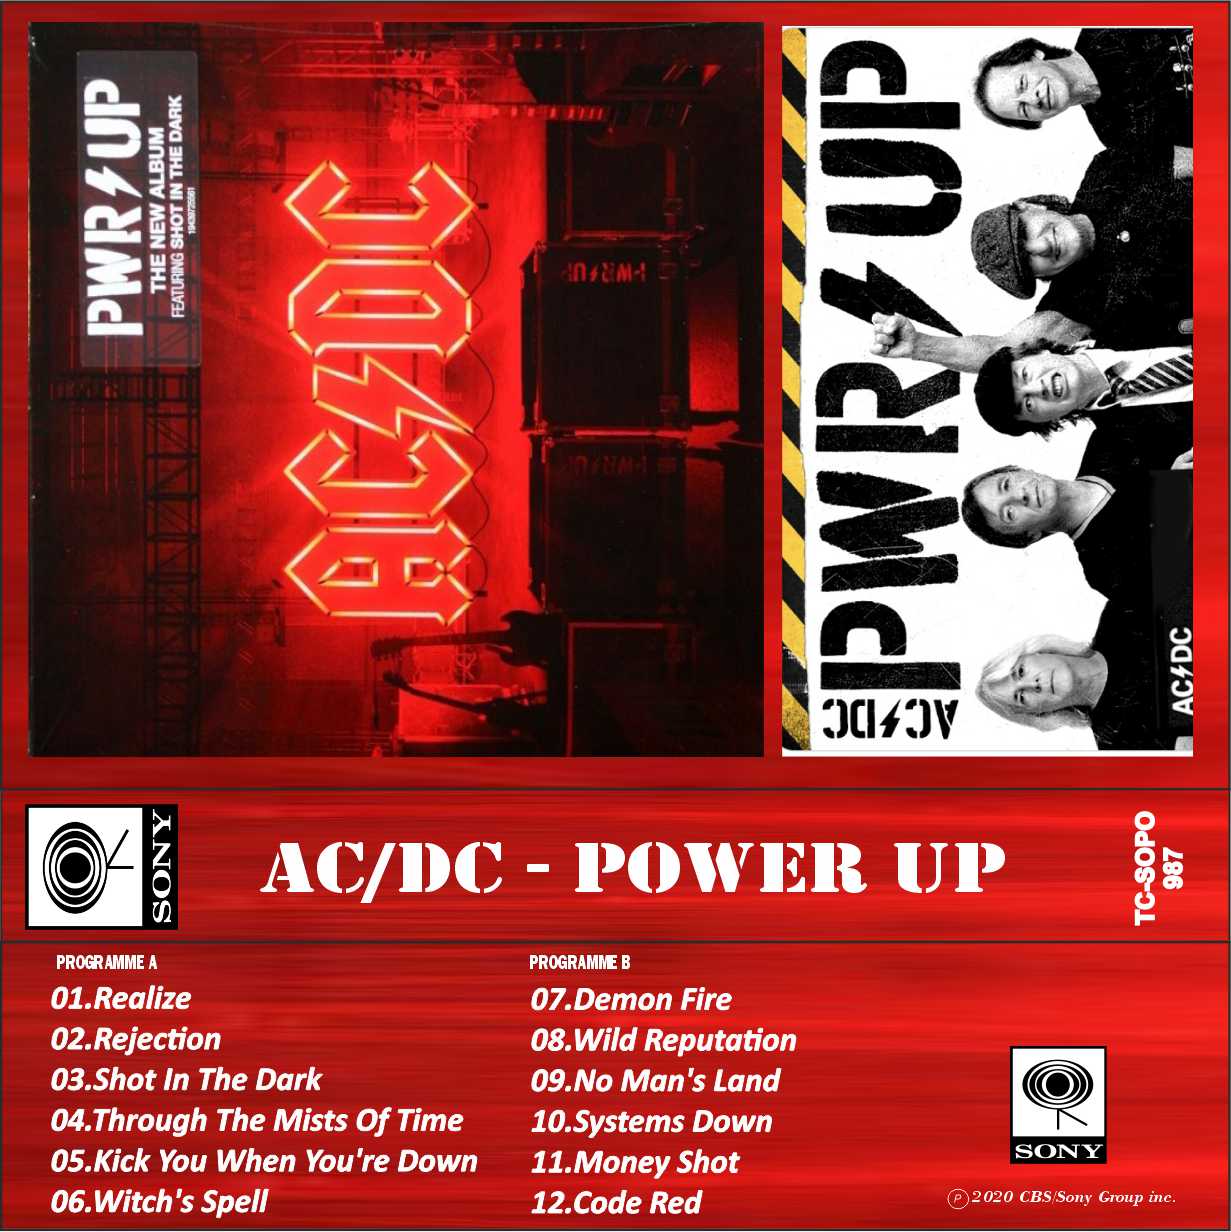 PWR UP
THE NEW ALBUM
FEATURING SHOT IN THE DARK
19439725561
AC DC
PWR UP
PWR UP
AC DC PWR UP
AC DC
SONY
AC/DC - POWER UP
TC-SOPO
987
PROGRAMME A
01.Realize
02.Rejection
03.Shot In The Dark
04.Through The Mists Of Time
05.Kick You When You're Down
06.Witch's Spell
PROGRAMME B
07.Demon Fire
08.Wild Reputation
09.No Man's Land
10.Systems Down
11.Money Shot
12.Code Red
SONY
Ⓟ2020 CBS/Sony Group inc.